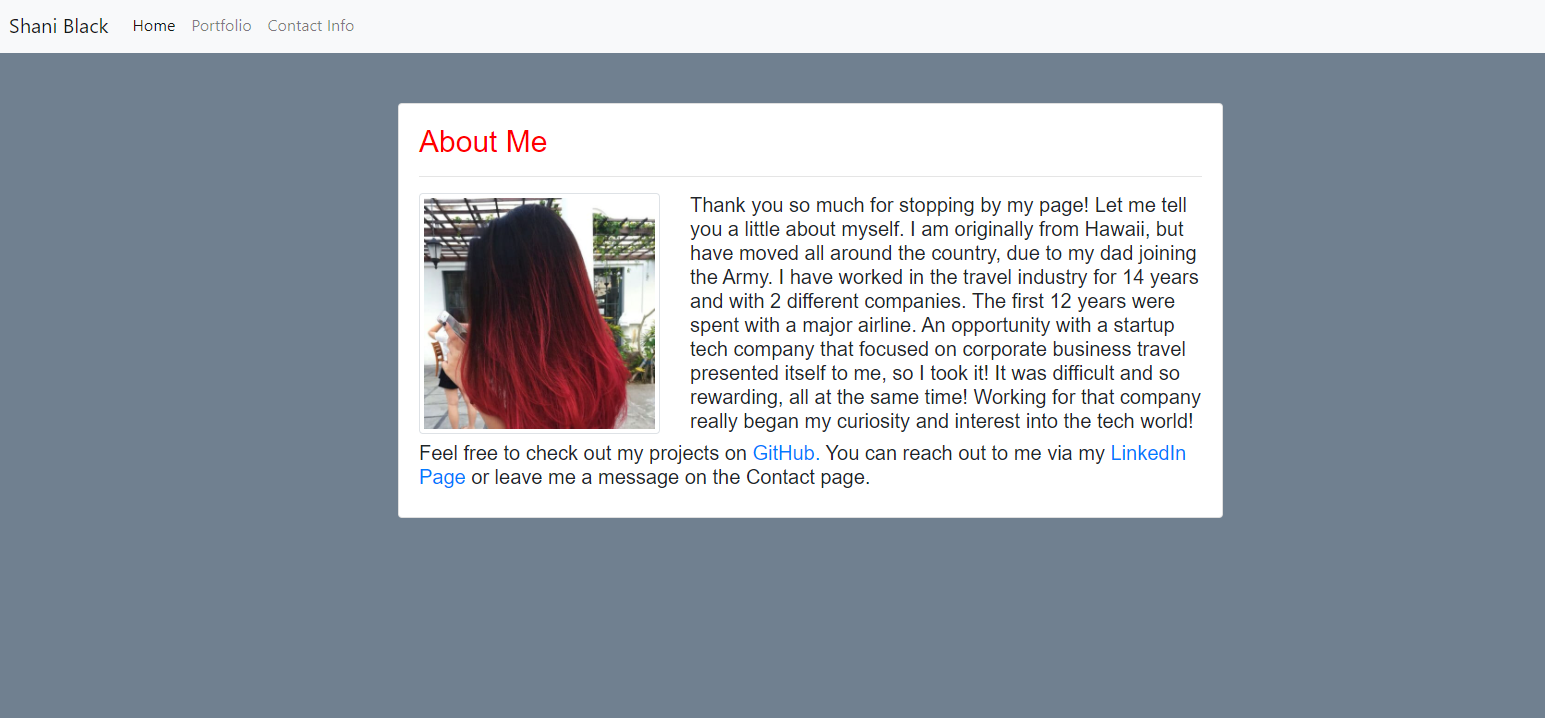 Shani Black Home Portfolio Contact Info
About Me
Thank you so much for stopping by my page! Let me tell
you a little about myself. I am originally from Hawaii, but
have moved all around the country, due to my dad joining
the Army. I have worked in the travel industry for 14 years
and with 2 different companies. The first 12 years were
spent with a major airline. An opportunity with a startup
tech company that focused on corporate business travel
presented itself to me, so I took it! It was difficult and so
rewarding, all at the same time! Working for that company
really began my curiosity and interest into the tech world!
Feel free to check out my projects on GitHub. You can reach out to me via my LinkedIn
Page or leave me a message on the Contact page.